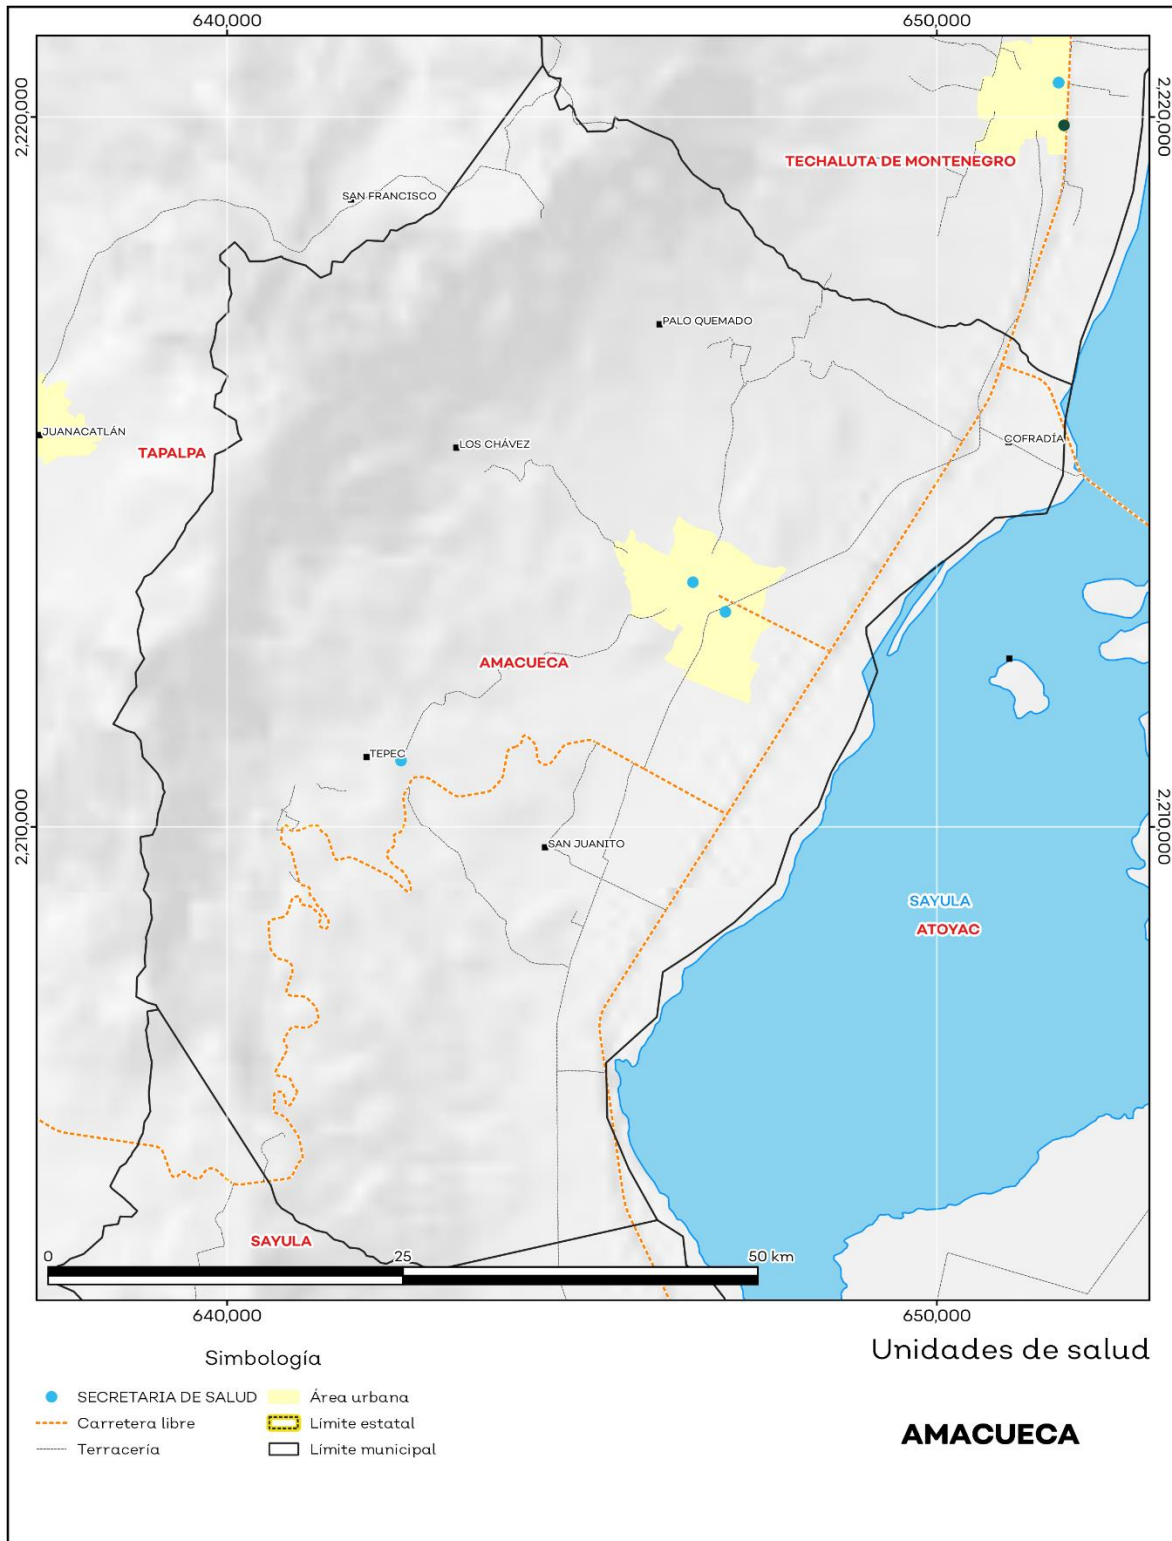 640,000
650,000
2,220,000
2,220,000
TECHALUTA DE MONTENEGRO
SAN FRANCISCO
PALO QUEMADO
JUANACATLÁN
TAPALPA
LOS CHÁVEZ
COFRADÍA
AMACUECA
TEPEC
2,210,000
2,210,000
SAN JUANITO
SAYULA
ATOYAC
SAYULA
0
25
50 km
640,000
650,000
Simbología
Unidades de salud
SECRETARIA DE SALUD
Área urbana
Carretera libre
Límite estatal
AMACUECA
Terracería
Límite municipal